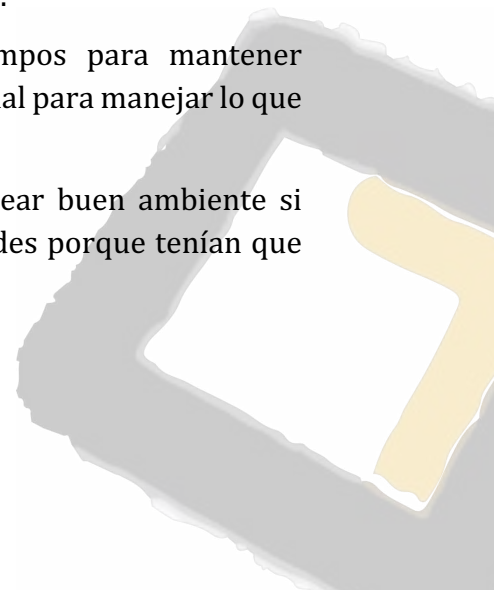 mpos para mantener
al para manejar lo que
ear buen ambiente si
des porque tenían que